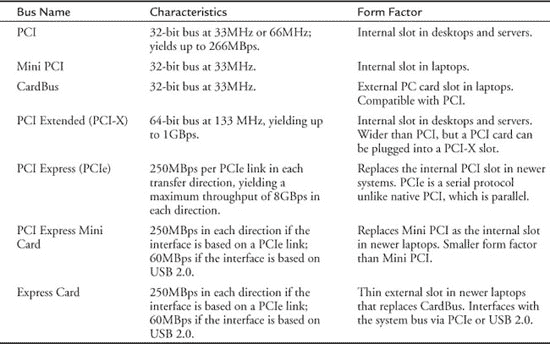 Bus Name Characteristics Form Factor
PCI 32-bit bus at 33MHz or 66MHz; Internal slot in desktops and servers.
yields up to 266MBps.
Mini PCI 32-bit bus at 33MHz. Internal slot in laptops.
CardBus 32-bit bus at 33MHz. External PC card slot in laptops.
Compatible with PCI.
PCI Extended (PCI-X) 64-bit bus at 133 MHz, yielding up Internal slot in desktops and servers.
to 1GBps. Wider than PCI, but a PCI card can
be plugged into a PCI-X slot.
PCI Express (PCIe) 250MBps per PCIe link in each Replaces the internal PCI slot in newer
transfer direction, yielding a systems. PCIe is a serial protocol
maximum throughput of 8GBps in unlike native PCI, which is parallel.
each direction.
PCI Express Mini 250MBps in each direction if the Replaces Mini PCI as the internal slot
Card interface is based on a PCIe link; in newer laptops. Smaller form factor
60MBps if the interface is based on than Mini PCI.
USB 2.0.
Express Card 250MBps in each direction if the Thin external slot in newer laptops
interface is based on a PCIe link; that replaces CardBus. Interfaces with
60MBps if the interface is based on the system bus via PCIe or USB 2.0.
USB 2.0.